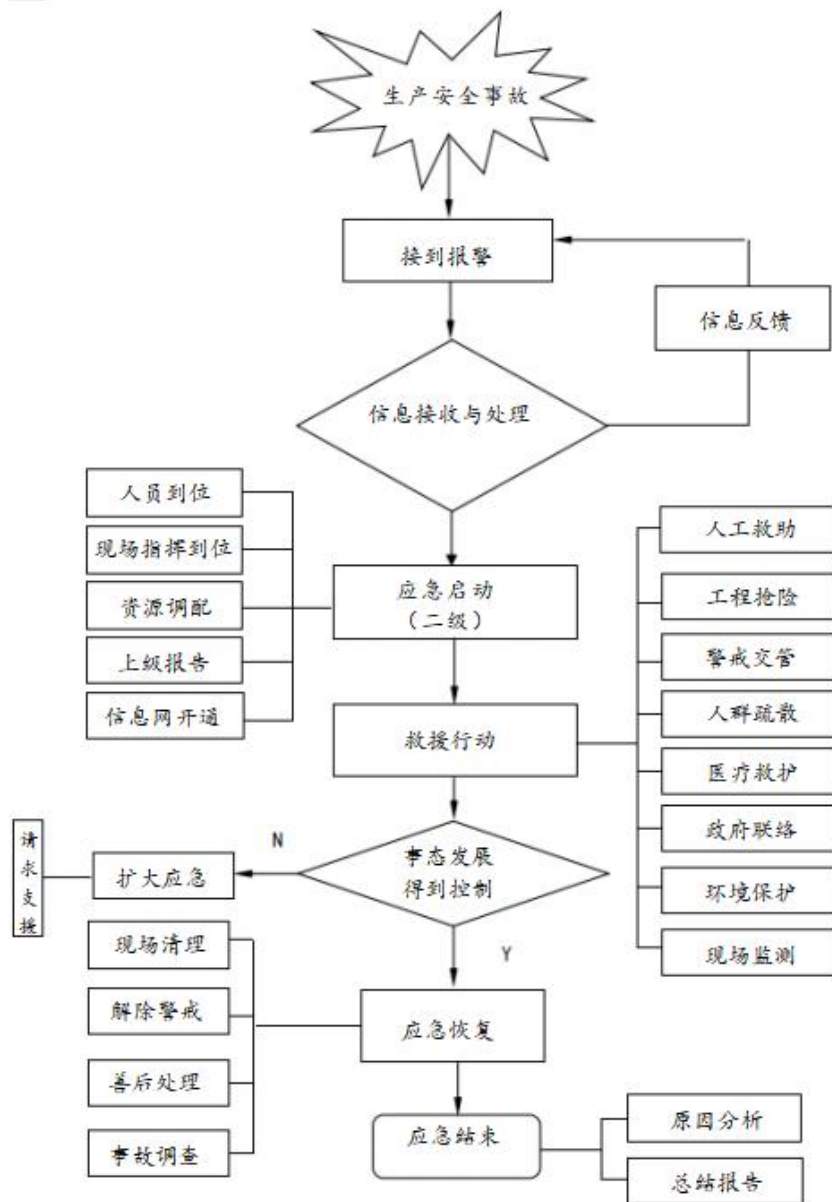 生产安全事故
接到报警
信息反馈
信息接收与处理
人员到位
现场指挥到位
资源调配
上级报告
信息网开通
应急启动
（二级）
人工救助
工程抢险
警戒交管
人群疏散
医疗救护
政府联络
环境保护
现场监测
救援行动
事态发展
得到控制
N
扩大应急
请求支援
Y
现场清理
解除警戒
善后处理
事故调查
应急恢复
应急结束
原因分析
总结报告